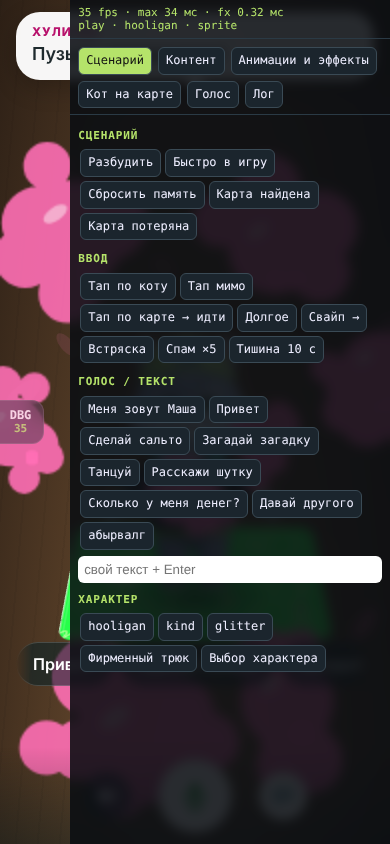 35 fps · max 34 мс · fx 0.32 мс
play · hooligan · sprite
ХУЛИ
Пузь
Сценарий Контент Анимации и эффекты
Кот на карте Голос Лог
СЦЕНАРИЙ
Разбудить Быстро в игру
Сбросить память Карта найдена
Карта потеряна
ВВОД
Тап по коту Тап мимо
Тап по карте → идти Долгое Свайп →
Встряска Спам ×5 Тишина 10 с
ГОЛОС / ТЕКСТ
Меня зовут Маша Привет
DBG
35
Сделай сальто Загадай загадку
Танцуй Расскажи шутку
Сколько у меня денег? Давай другого
абырвалг
свой текст + Enter
ХАРАКТЕР
hooligan kind glitter
Фирменный трюк Выбор характера
Прив